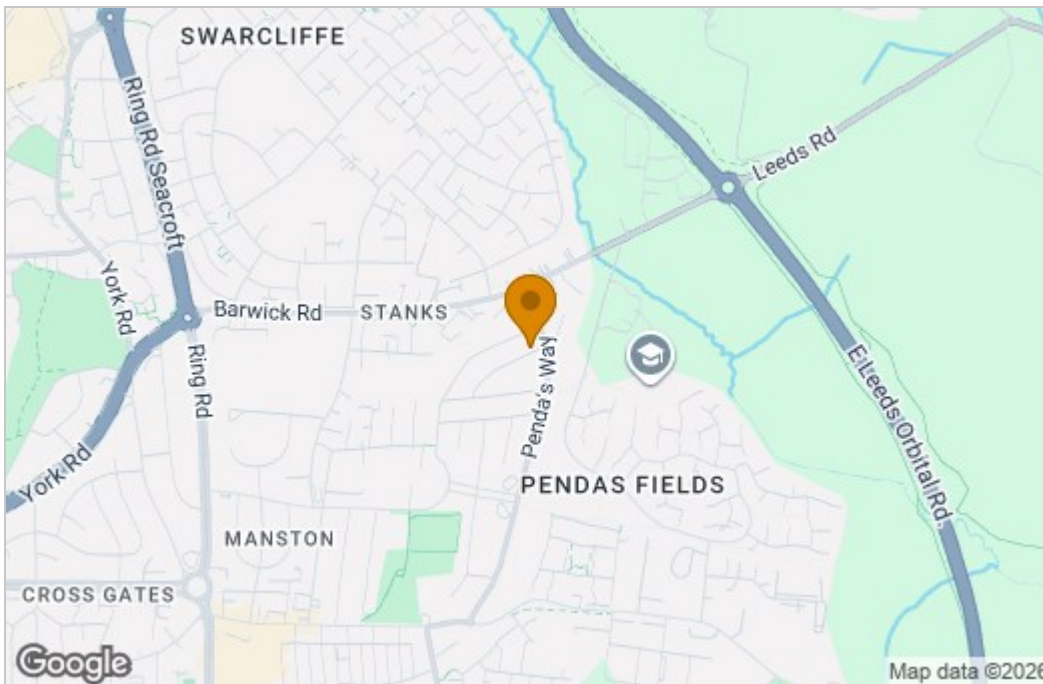 SWARCLIFFE
Ring Rd Seacroft
Leeds Rd
York Rd
Barwick Rd
STANKS
Ring Rd
Penda's Way
E Leeds Orbital Rd
York Rd
PENDAS FIELDS
MANSTON
CROSS GATES
Google
Map data ©2026